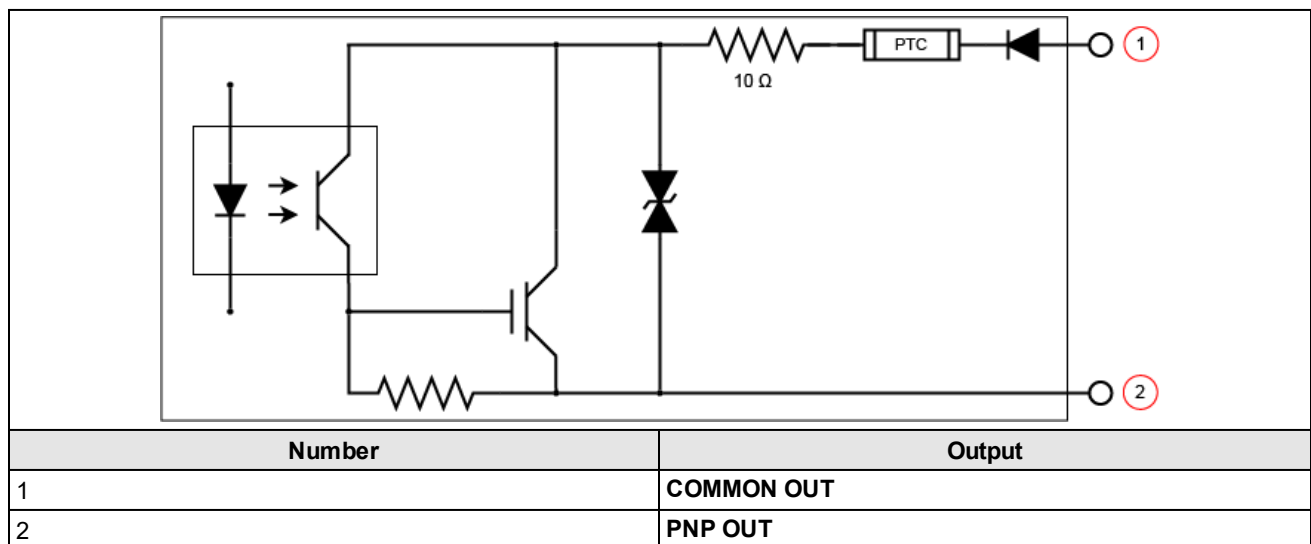 PTC
1
10 Ω
2
Number Output
1 COMMON OUT
2 PNP OUT